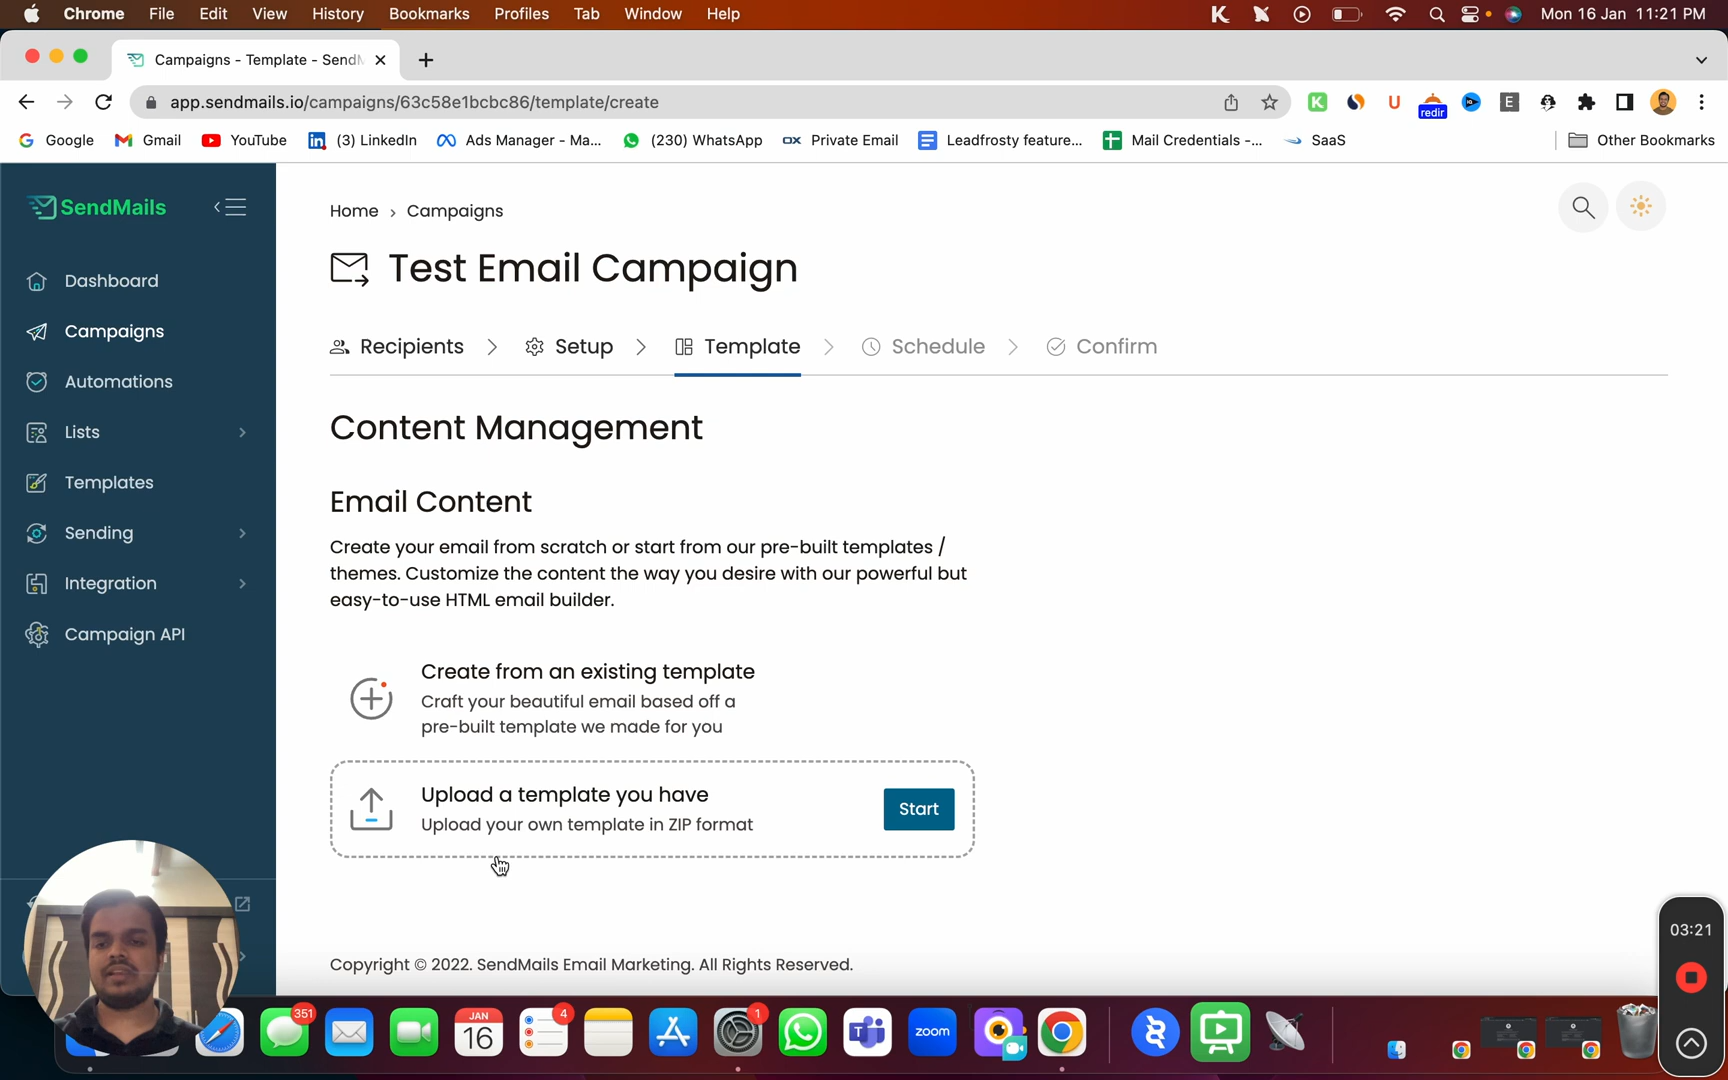 Chrome File Edit View History Bookmarks Profiles Tab Window Help Mon 16 Jan 11:21 PM
Campaigns - Template - SendM
app.sendmails.io/campaigns/63c58e1bcbc86/template/create
redir
Google Gmail YouTube (3) LinkedIn Ads Manager - Ma... (230) WhatsApp OX Private Email Leadfrosty feature... Mail Credentials -... SaaS Other Bookmarks
SendMails
Dashboard
Campaigns
Automations
Lists
Templates
Sending
Integration
Campaign API
Home › Campaigns
Test Email Campaign
Recipients Setup Template Schedule Confirm
Content Management
Email Content
Create your email from scratch or start from our pre-built templates /
themes. Customize the content the way you desire with our powerful but
easy-to-use HTML email builder.
Create from an existing template
Craft your beautiful email based off a
pre-built template we made for you
Upload a template you have
Upload your own template in ZIP format
Start
Copyright © 2022. SendMails Email Marketing. All Rights Reserved.
03:21
351
JAN
16
4
1
zoom